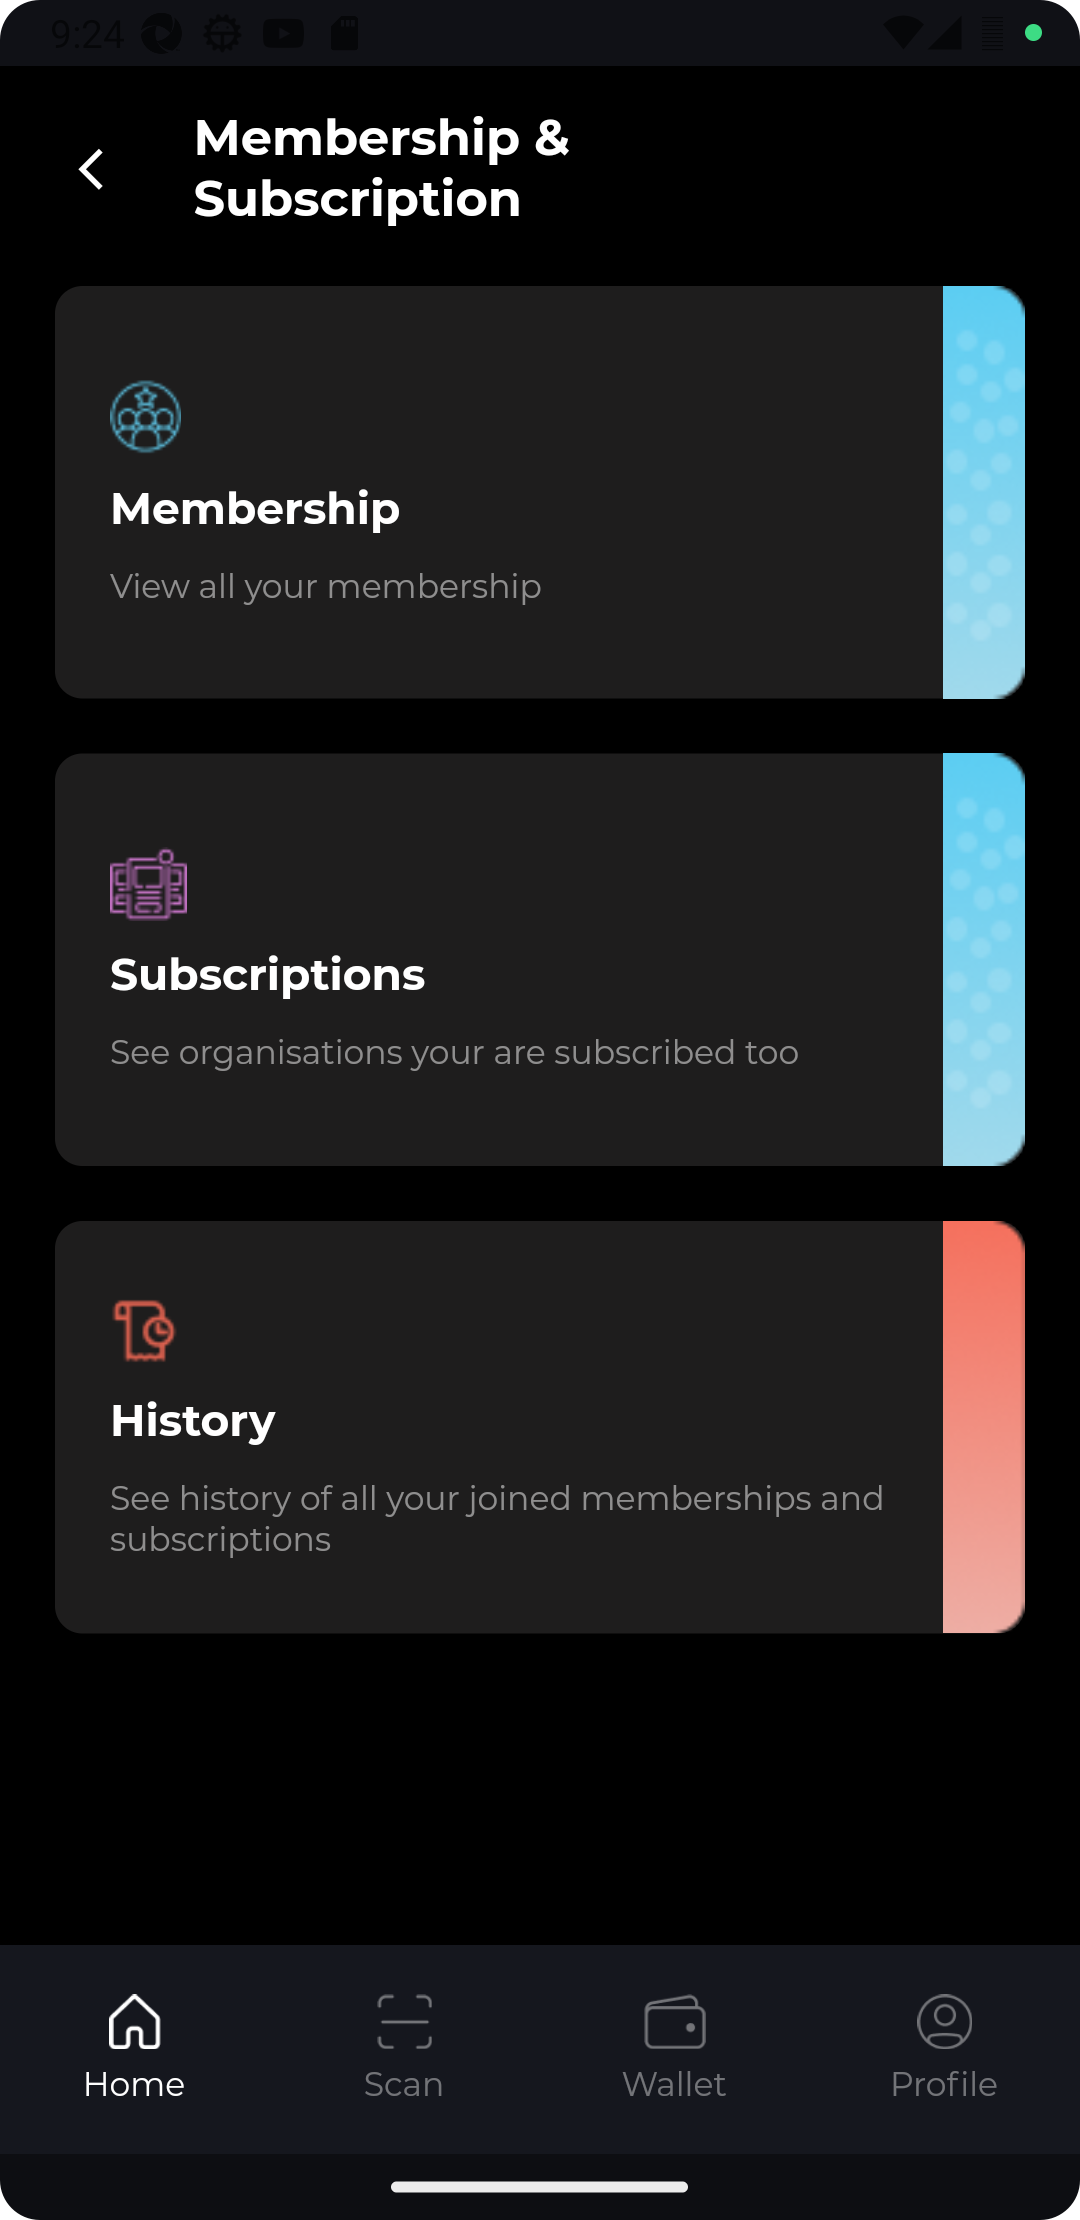 9:24
Membership &
Subscription
Membership
View all your membership
Subscriptions
See organisations your are subscribed too
History
See history of all your joined memberships and
subscriptions
Home
Scan
Wallet
Profile